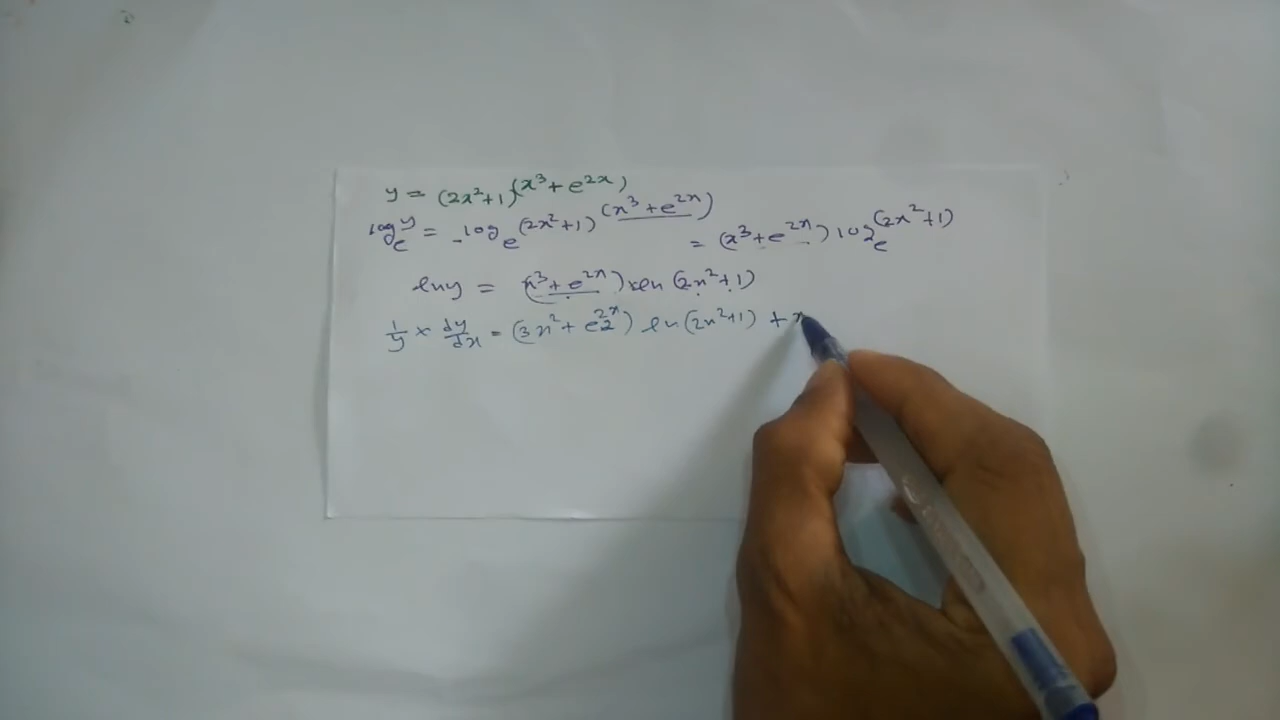 y = (2x²+1)^(x³+e^2x)
log_e y = log_e (2x²+1)^(x³+e^2x) = (x³+e^2x) log_e (2x²+1)
ln y = (x³+e^2x) × ln (2x²+1)
1/y × dy/dx = (3x²+e^2x 2) ln (2x²+1) + x